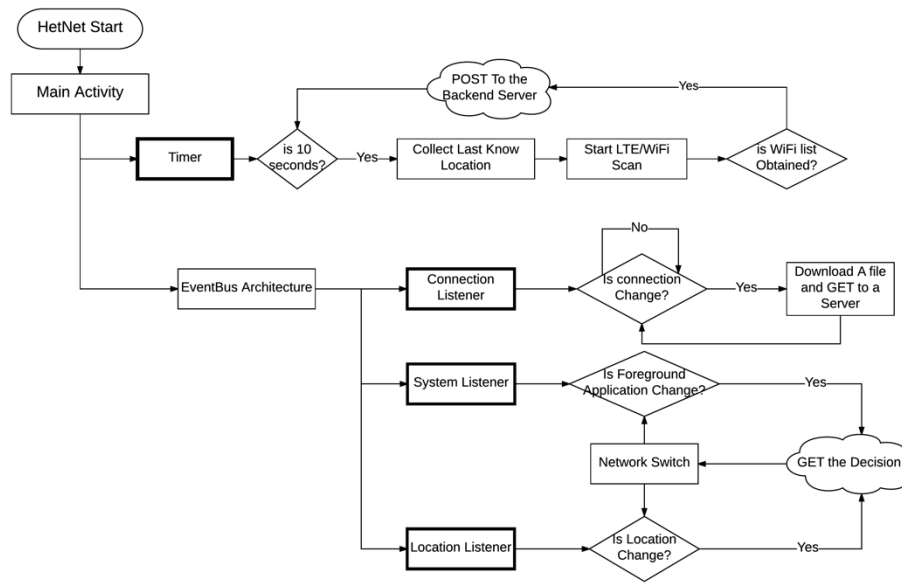 HetNet Start
Main Activity
POST To the
Backend Server
Yes
Timer
is 10
seconds?
Yes
Collect Last Know
Location
Start LTE/WiFi
Scan
is WiFi list
Obtained?
No
EventBus Architecture
Connection
Listener
Is connection
Change?
Yes
Download A file
and GET to a
Server
System Listener
Is Foreground
Application Change?
Yes
Network Switch
GET the Decision
Location Listener
Is Location
Change?
Yes